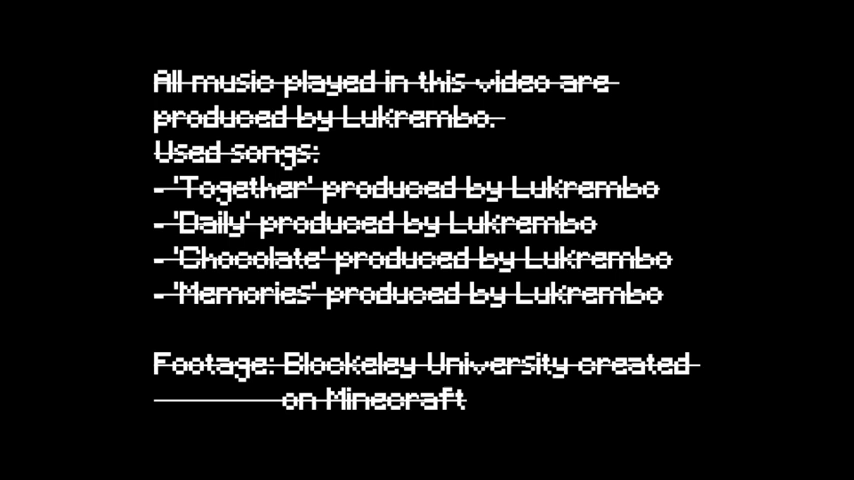 All music played in this video are
produced by Lukrembo.
Used songs:
- 'Together' produced by Lukrembo
- 'Daily' produced by Lukrembo
- 'Chocolate' produced by Lukrembo
- 'Memories' produced by Lukrembo
Footage: Blockeley University created
on Minecraft